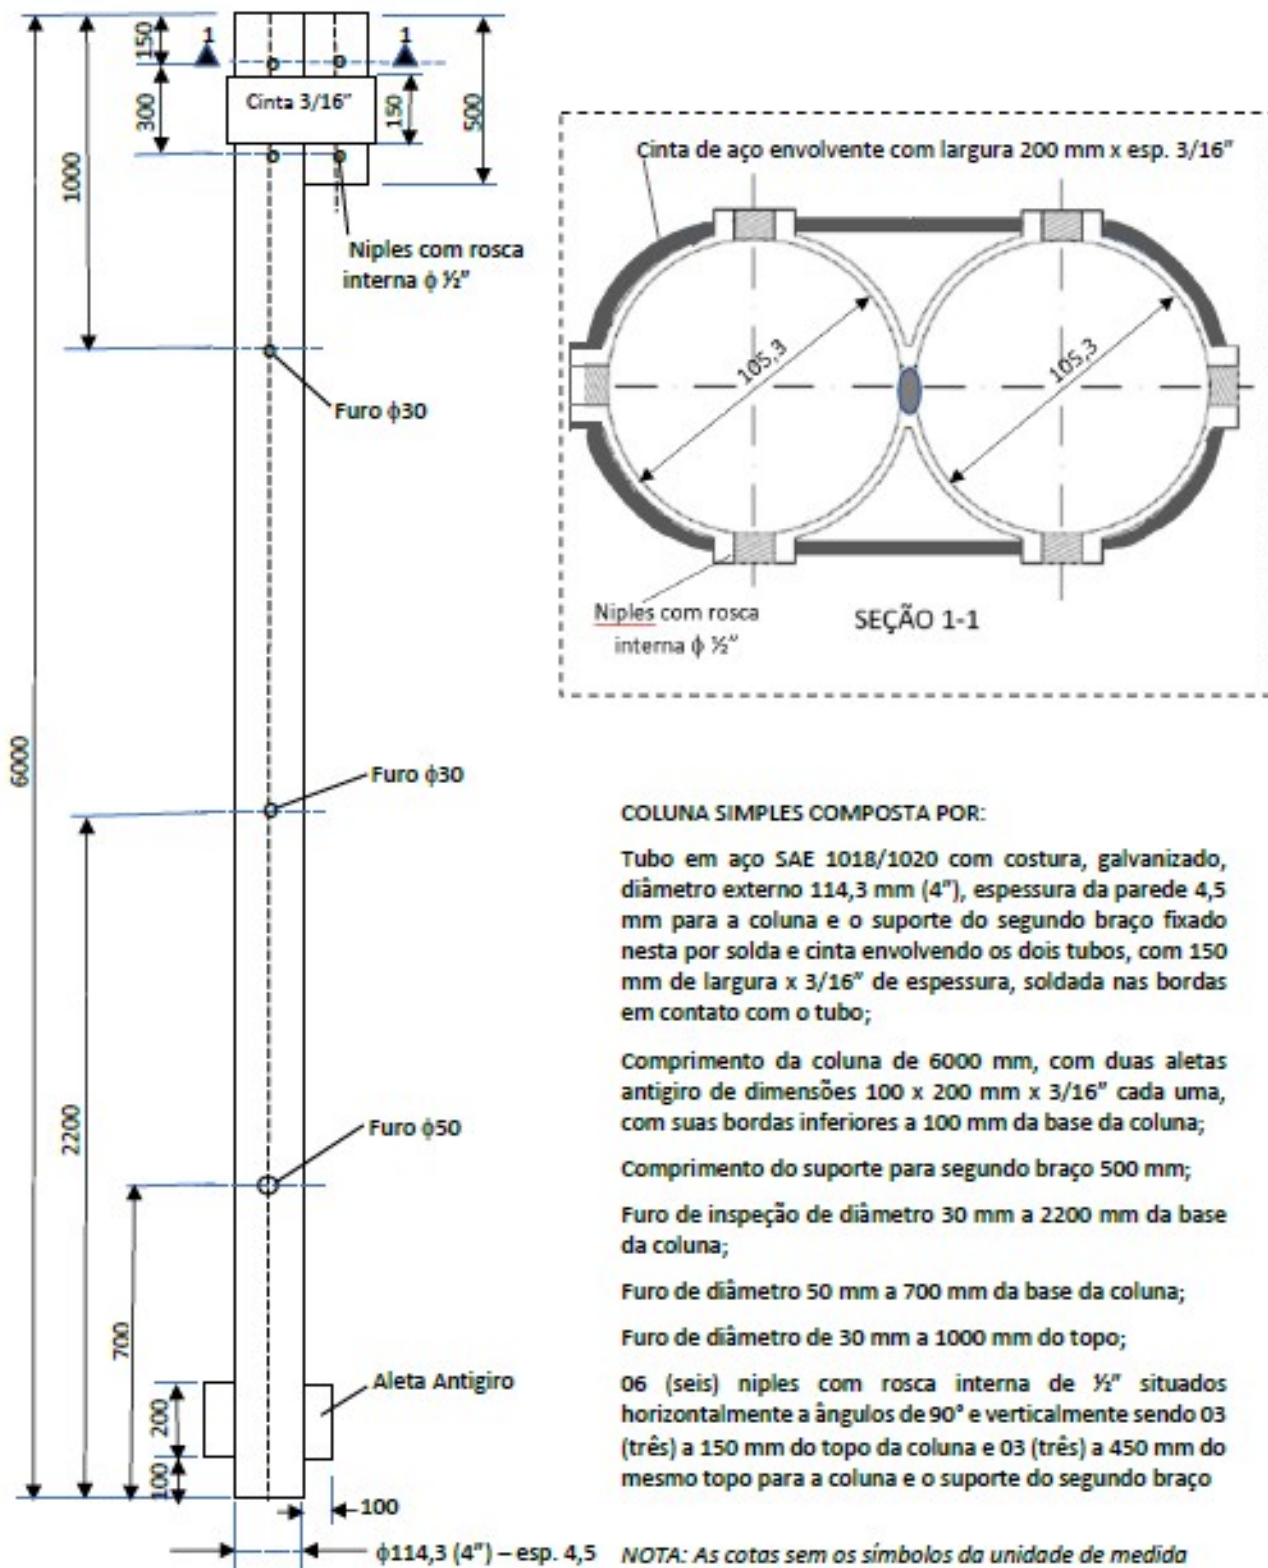 1
1
150
300
1000
6000
Cinta 3/16"
150
500
Niples com rosca
interna ϕ ½"
Furo ϕ30
Furo ϕ30
2200
Furo ϕ50
700
Aleta Antigiro
200
100
100
ϕ114,3 (4") – esp. 4,5
Cinta de aço envolvente com largura 200 mm x esp. 3/16"
105,3
105,3
Niples com rosca
interna ϕ ½"
SEÇÃO 1-1
COLUNA SIMPLES COMPOSTA POR:
Tubo em aço SAE 1018/1020 com costura, galvanizado,
diâmetro externo 114,3 mm (4"), espessura da parede 4,5
mm para a coluna e o suporte do segundo braço fixado
nesta por solda e cinta envolvendo os dois tubos, com 150
mm de largura x 3/16" de espessura, soldada nas bordas
em contato com o tubo;
Comprimento da coluna de 6000 mm, com duas aletas
antigiro de dimensões 100 x 200 mm x 3/16" cada uma,
com suas bordas inferiores a 100 mm da base da coluna;
Comprimento do suporte para segundo braço 500 mm;
Furo de inspeção de diâmetro 30 mm a 2200 mm da base
da coluna;
Furo de diâmetro 50 mm a 700 mm da base da coluna;
Furo de diâmetro de 30 mm a 1000 mm do topo;
06 (seis) niples com rosca interna de ½" situados
horizontalmente a ângulos de 90° e verticalmente sendo 03
(três) a 150 mm do topo da coluna e 03 (três) a 450 mm do
mesmo topo para a coluna e o suporte do segundo braço
NOTA: As cotas sem os símbolos da unidade de medida